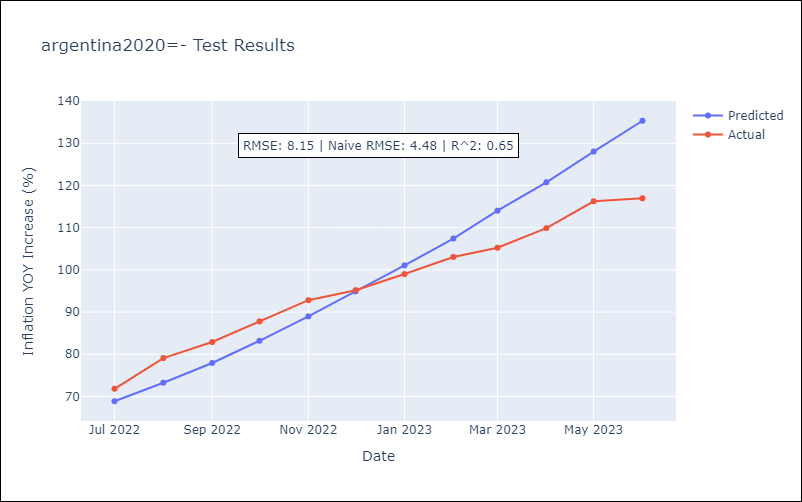 argentina2020=- Test Results
140
130
120
110
100
90
80
70
Inflation YOY Increase (%)
RMSE: 8.15 | Naive RMSE: 4.48 | R^2: 0.65
Predicted
Actual
Jul 2022 Sep 2022 Nov 2022 Jan 2023 Mar 2023 May 2023
Date